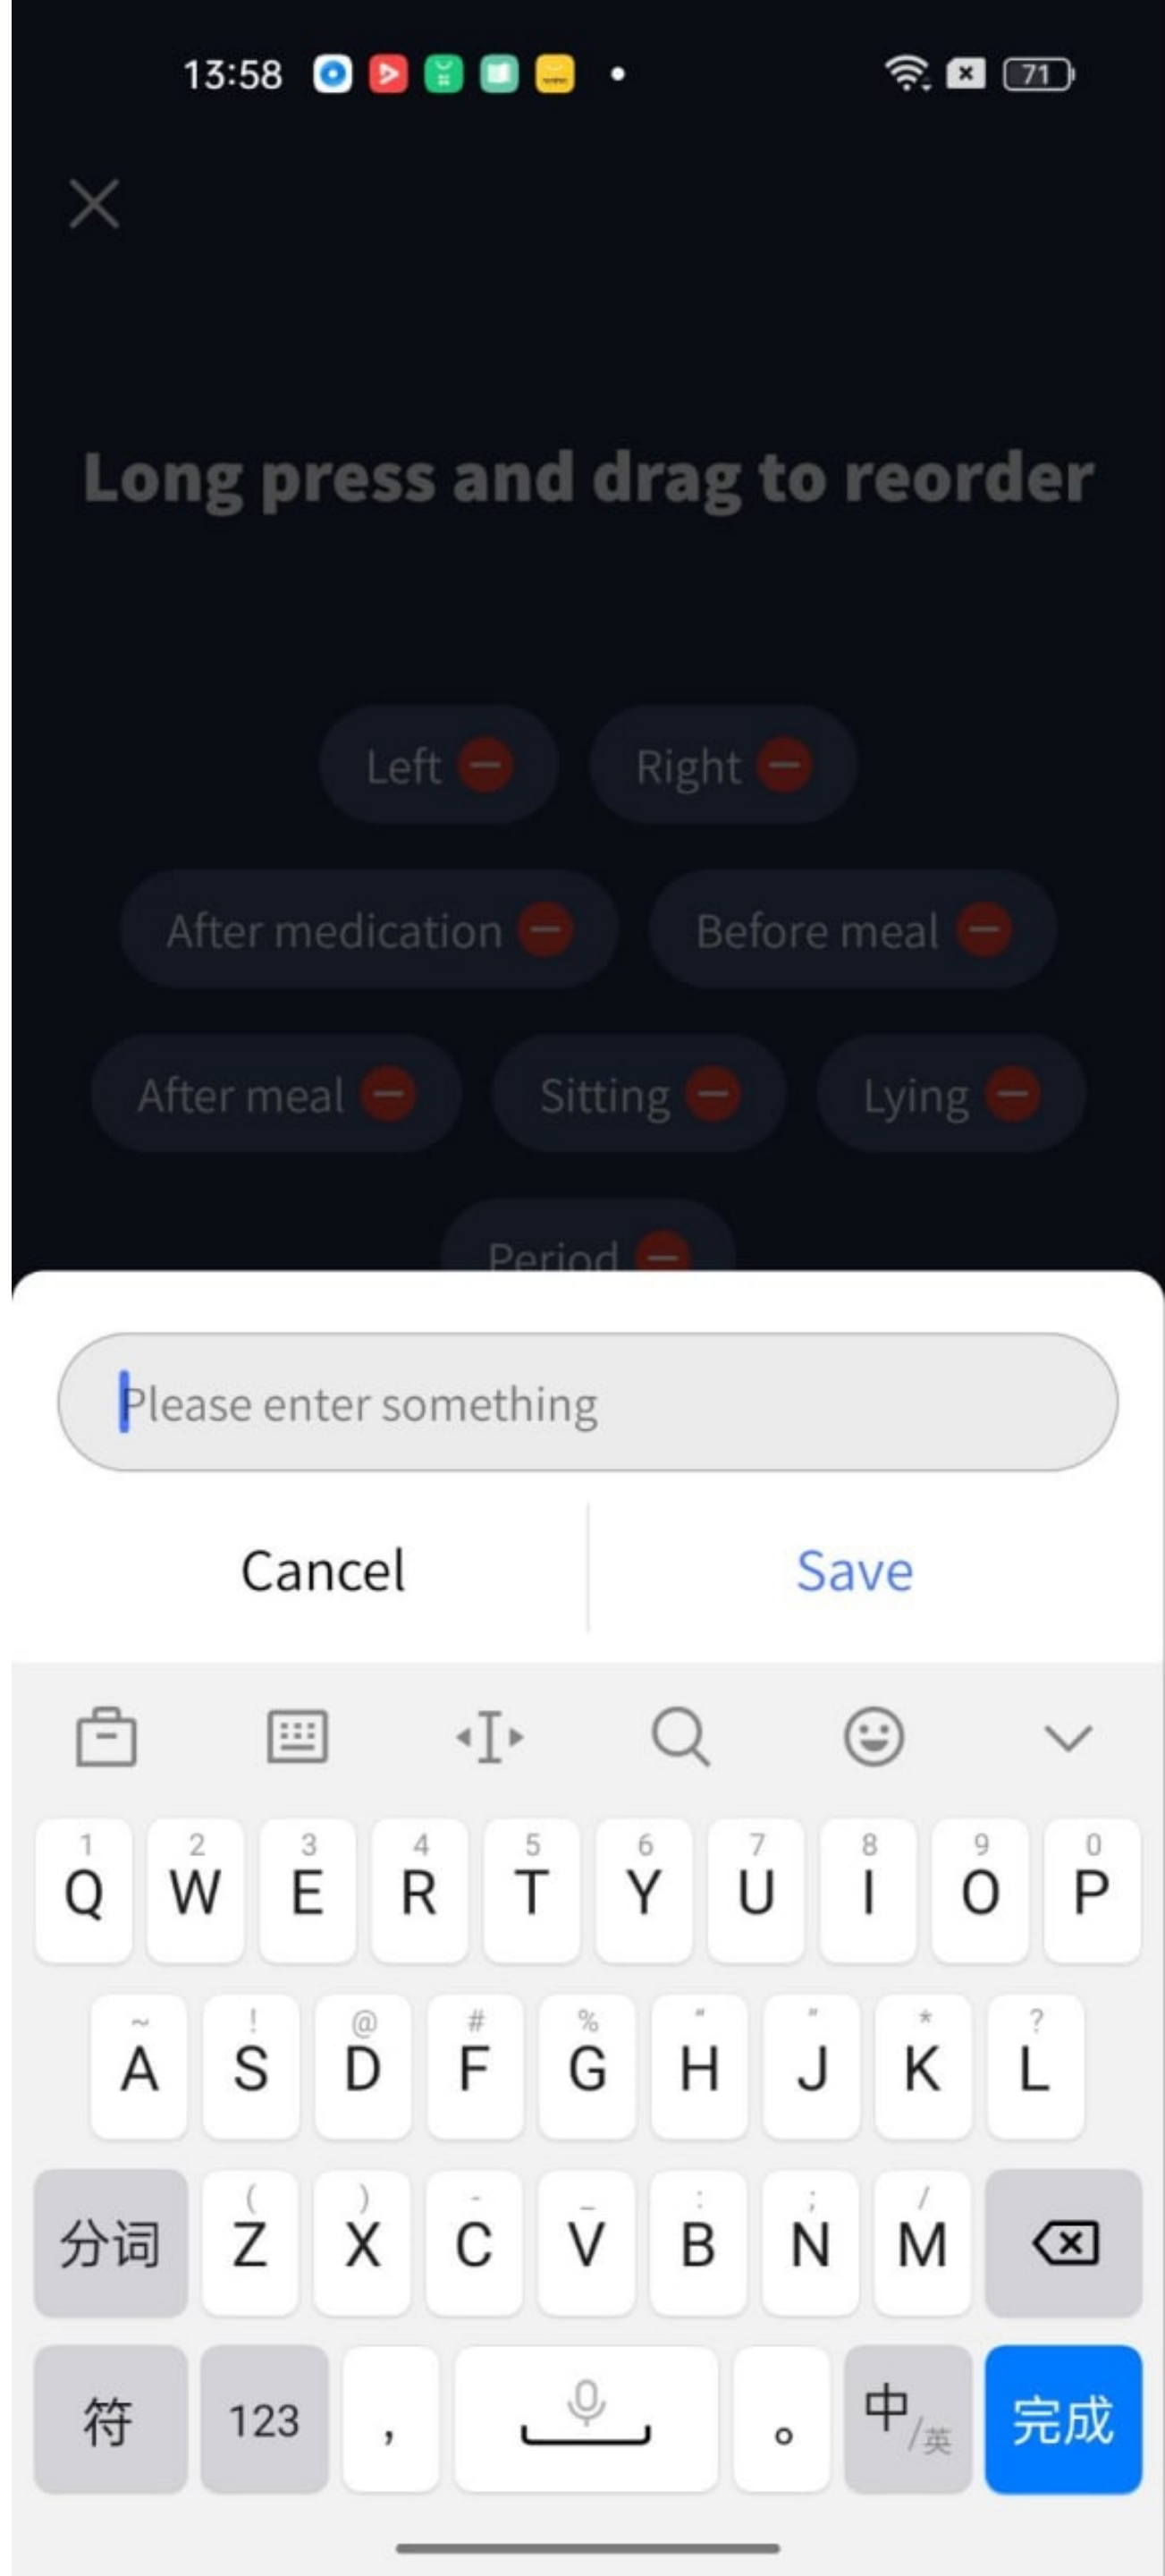 13:58 71
Long press and drag to reorder
Left Right
After medication Before meal
After meal Sitting Lying
Period
Please enter something
Cancel Save
1 2 3 4 5 6 7 8 9 0
Q W E R T Y U I O P
~ ! @ # % “ ” * ?
A S D F G H J K L
( ) - _ : ; /
分词 Z X C V B N M
符 123 , 。 中/英 完成